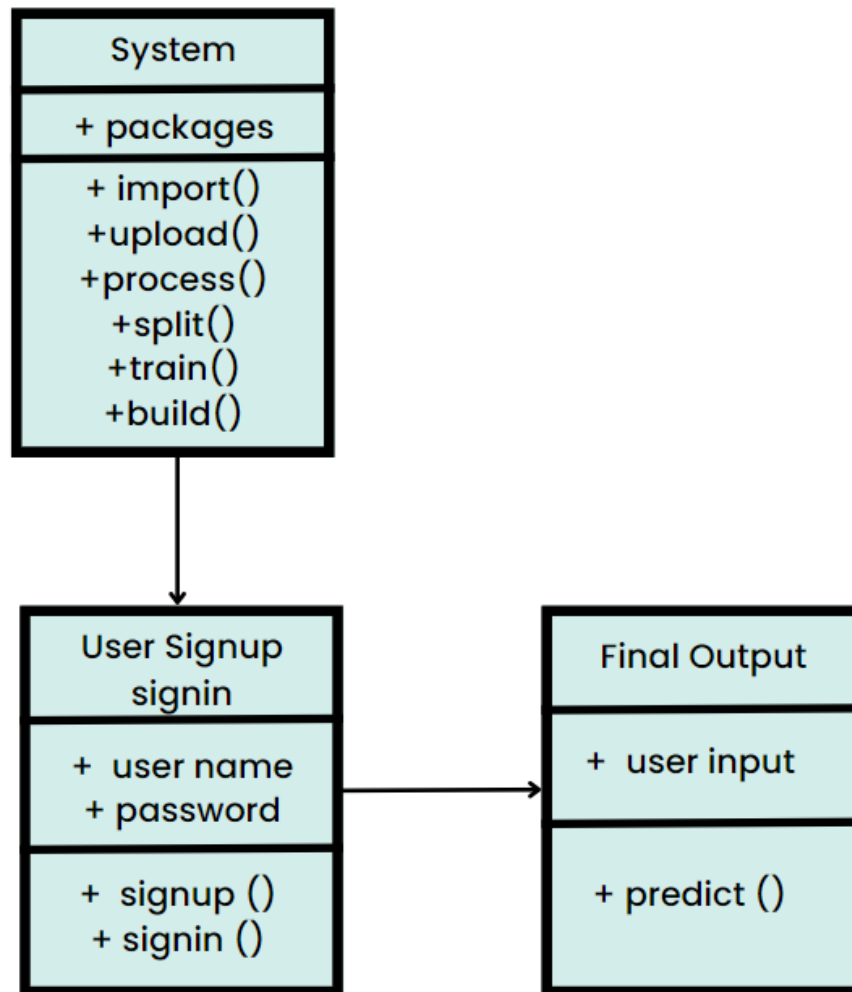 System
+ packages
+ import()
+upload()
+process()
+split()
+train()
+build()
User Signup
signin
+  user name
+ password
+  signup ()
+ signin ()
Final Output
+  user input
+ predict ()